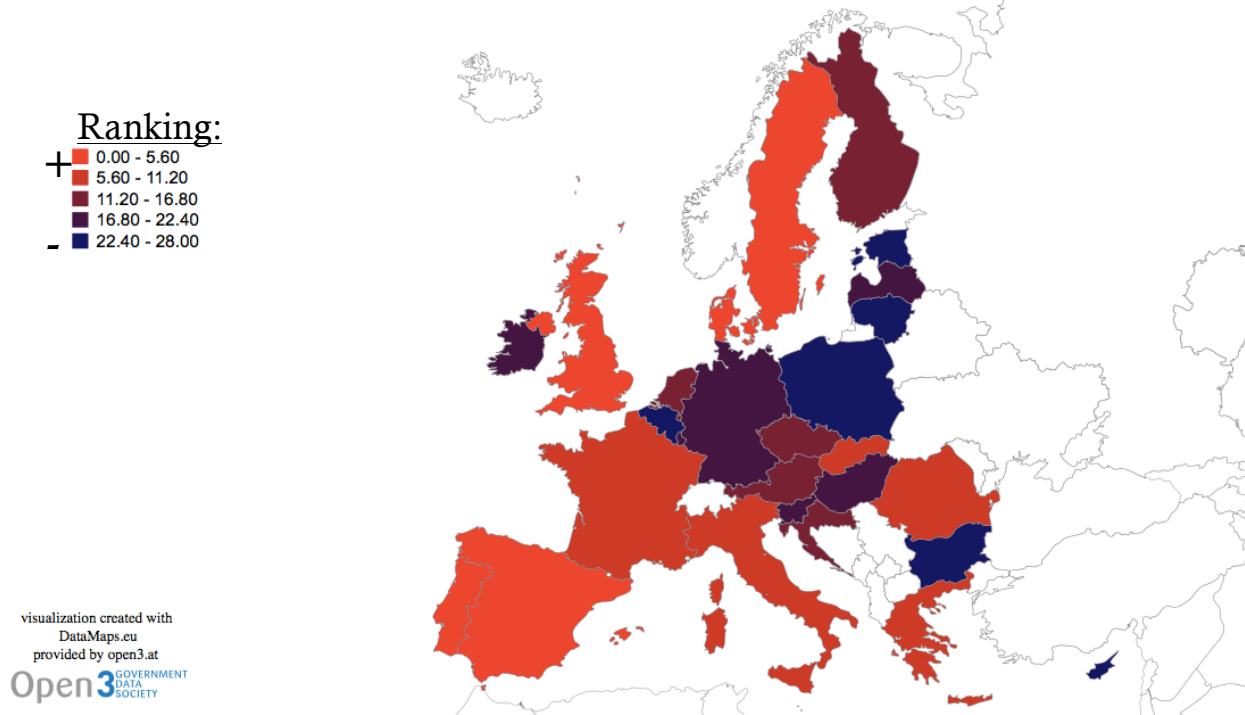 Ranking:
+
0.00 - 5.60
5.60 - 11.20
11.20 - 16.80
16.80 - 22.40
-
22.40 - 28.00
visualization created with
DataMaps.eu
provided by open3.at
Open3 GOVERNMENT
DATA
SOCIETY